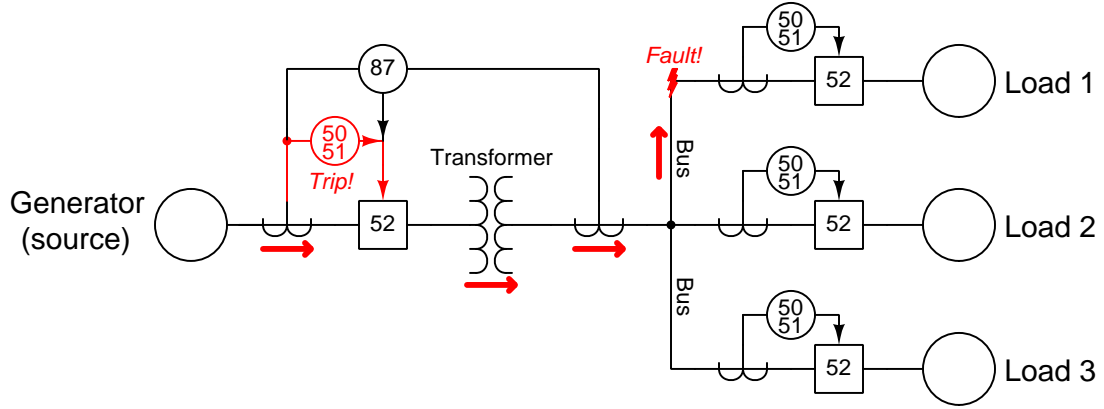 50
51
Fault!
52
Load 1
87
50
51
Trip!
Transformer
Bus
Generator
(source)
52
50
51
52
Load 2
Bus
50
51
52
Load 3